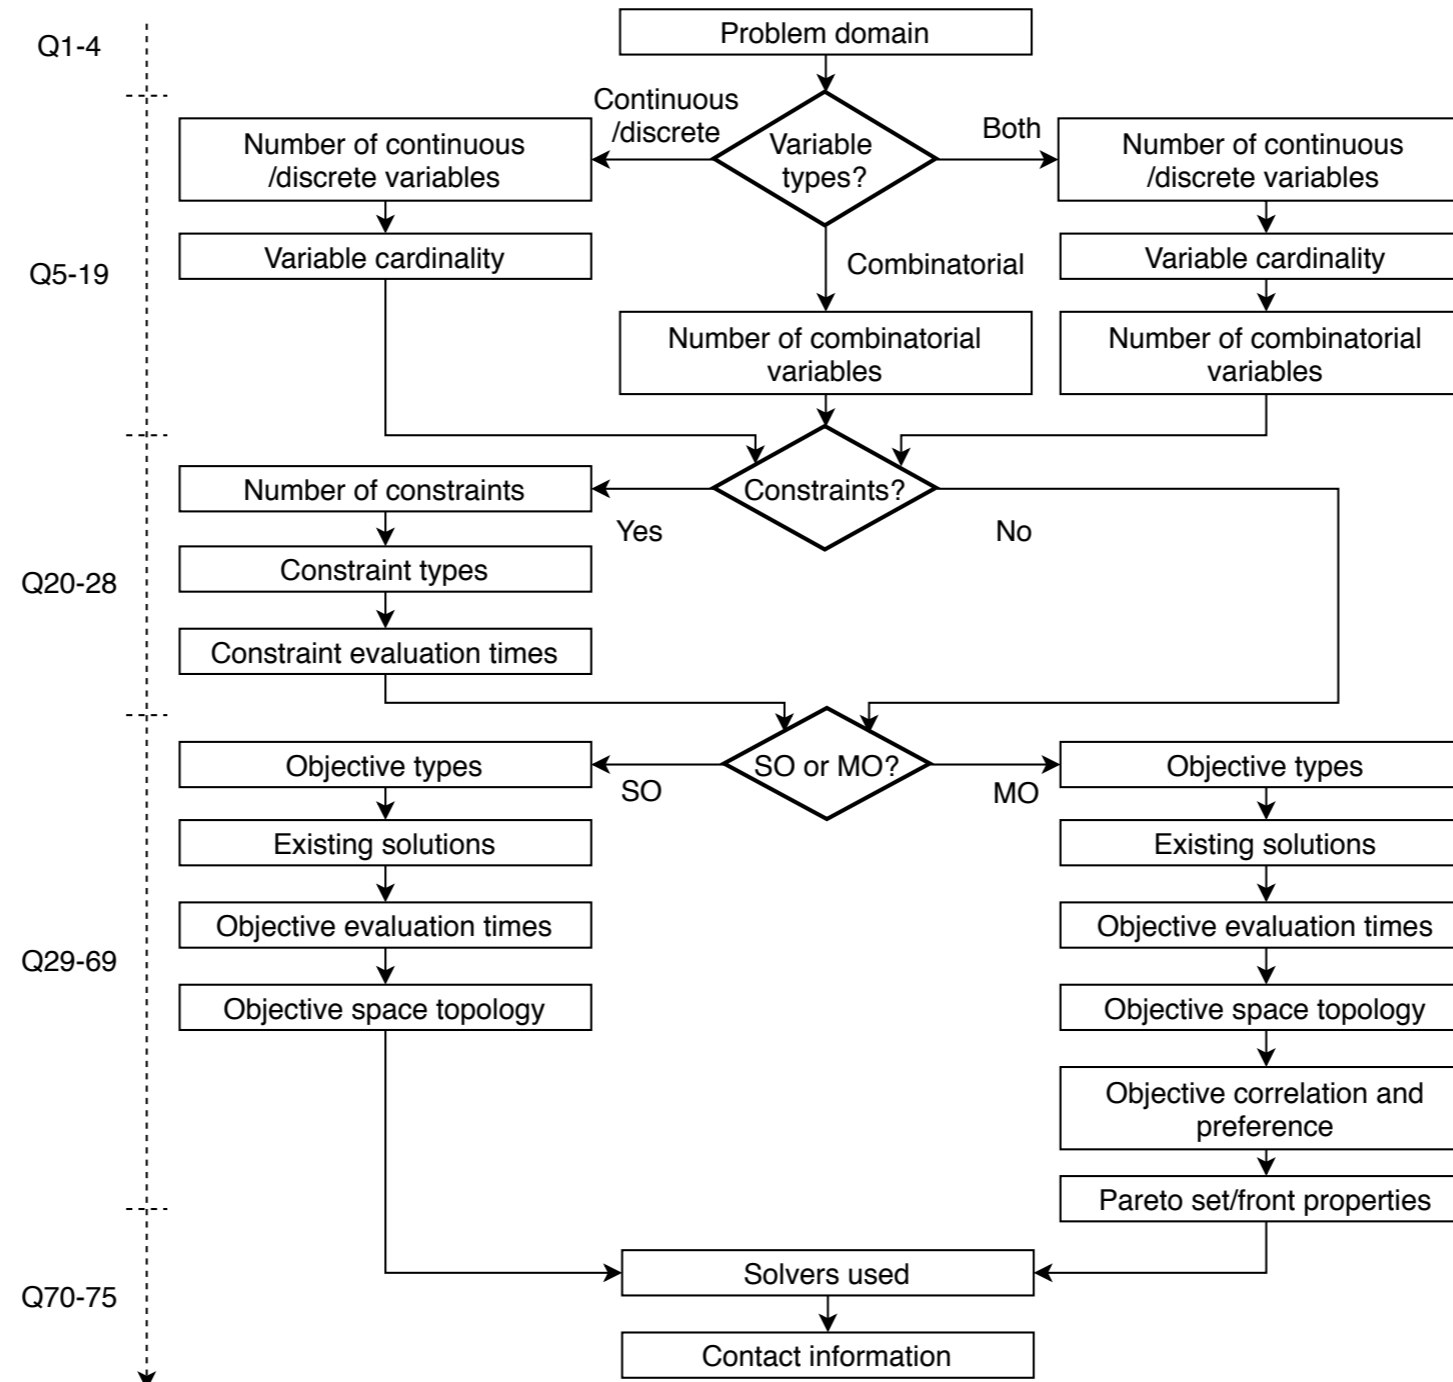 Q1-4
Problem domain
Continuous
/discrete
Variable
types?
Both
Number of continuous
/discrete variables
Number of continuous
/discrete variables
Q5-19
Variable cardinality
Combinatorial
Variable cardinality
Number of combinatorial
variables
Number of combinatorial
variables
Number of constraints
Constraints?
Yes
No
Q20-28
Constraint types
Constraint evaluation times
Objective types
SO or MO?
SO
MO
Objective types
Existing solutions
Existing solutions
Q29-69
Objective evaluation times
Objective evaluation times
Objective space topology
Objective space topology
Objective correlation and
preference
Pareto set/front properties
Q70-75
Solvers used
Contact information